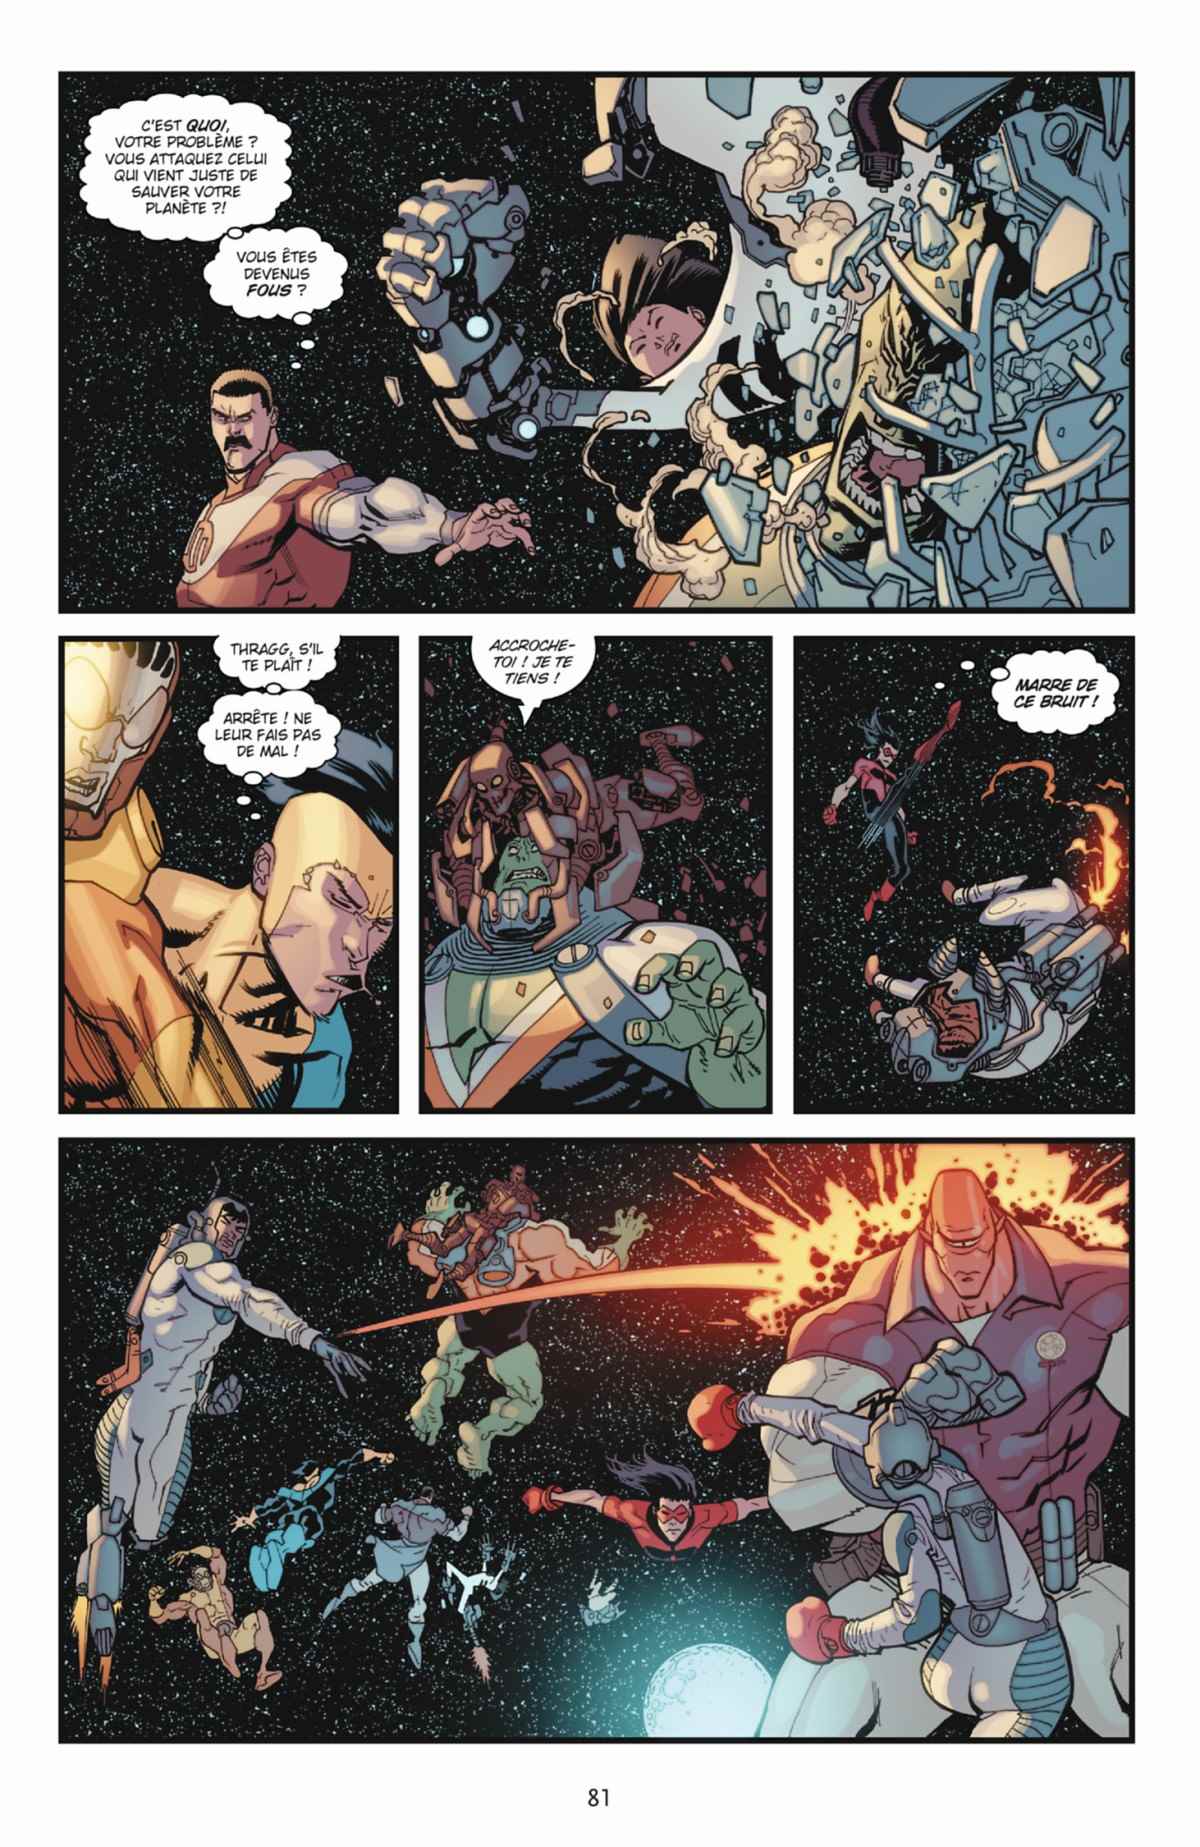 C'EST QUOI,
VOTRE PROBLÈME ?
VOUS ATTAQUEZ CELUI
QUI VIENT JUSTE DE
SAUVER VOTRE
PLANÈTE ?!
VOUS ÊTES
DEVENUS
FOUS ?
THRAGG, S'IL
TE PLAÎT !
ARRÊTE ! NE
LEUR FAIS PAS
DE MAL !
ACCROCHE-
TOI ! JE TE
TIENS !
MARRE DE
CE BRUIT !
81